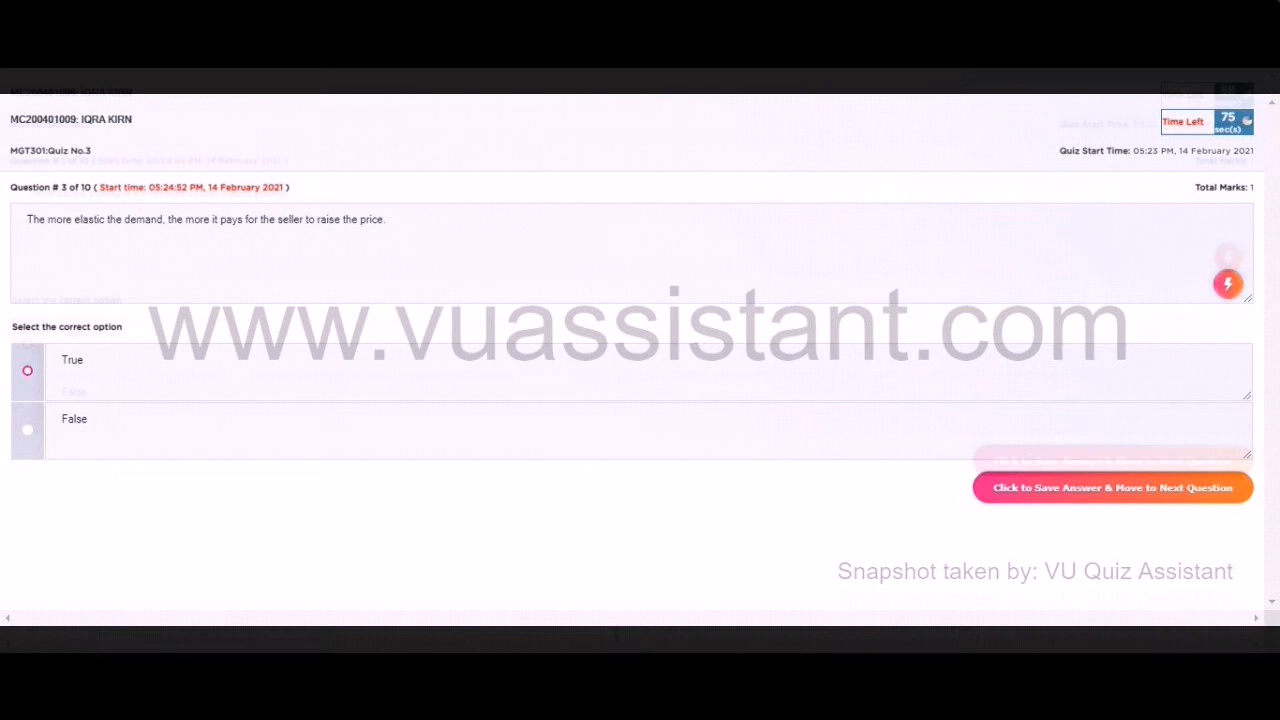 MC200401009: IQRA KIRN
Time Left 75 sec(s)
MGT301:Quiz No.3
Quiz Start Time: 05:23 PM, 14 February 2021
Question # 3 of 10 ( Start time: 05:24:52 PM, 14 February 2021 )
Total Marks: 1
The more elastic the demand, the more it pays for the seller to raise the price.
www.vuassistant.com
Select the correct option
True
False
Click to Save Answer & Move to Next Question
Snapshot taken by: VU Quiz Assistant